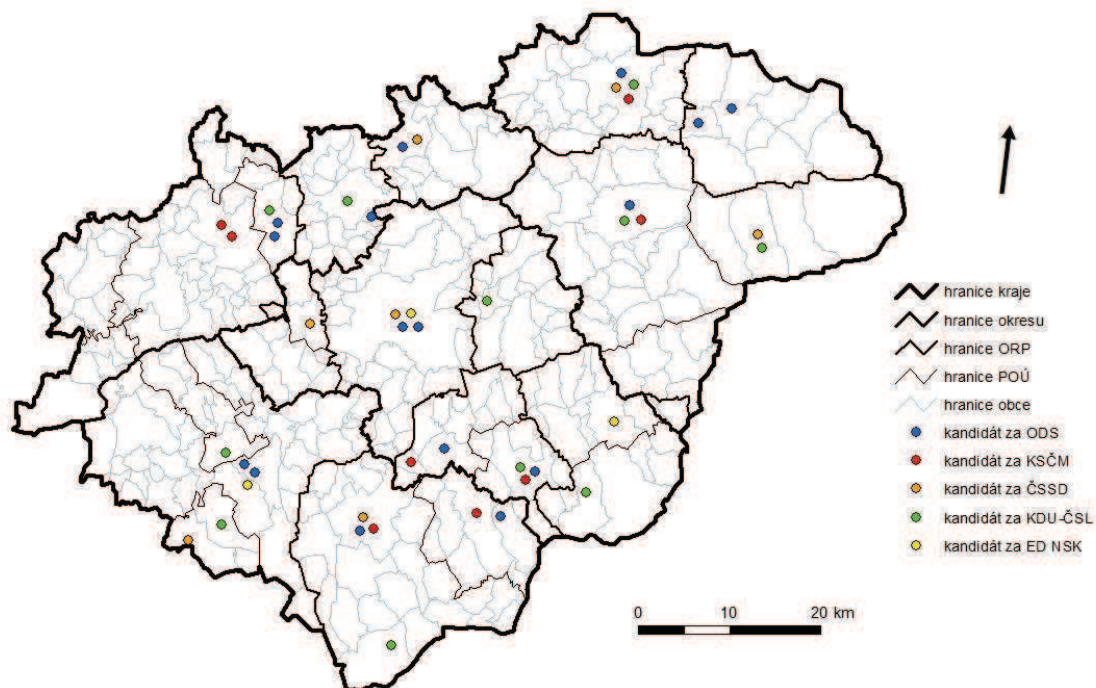 hranice kraje
hranice okresu
hranice ORP
hranice POÚ
hranice obce
kandidát za ODS
kandidát za KSČM
kandidát za ČSSD
kandidát za KDU-ČSL
kandidát za ED NSK
0 10 20 km